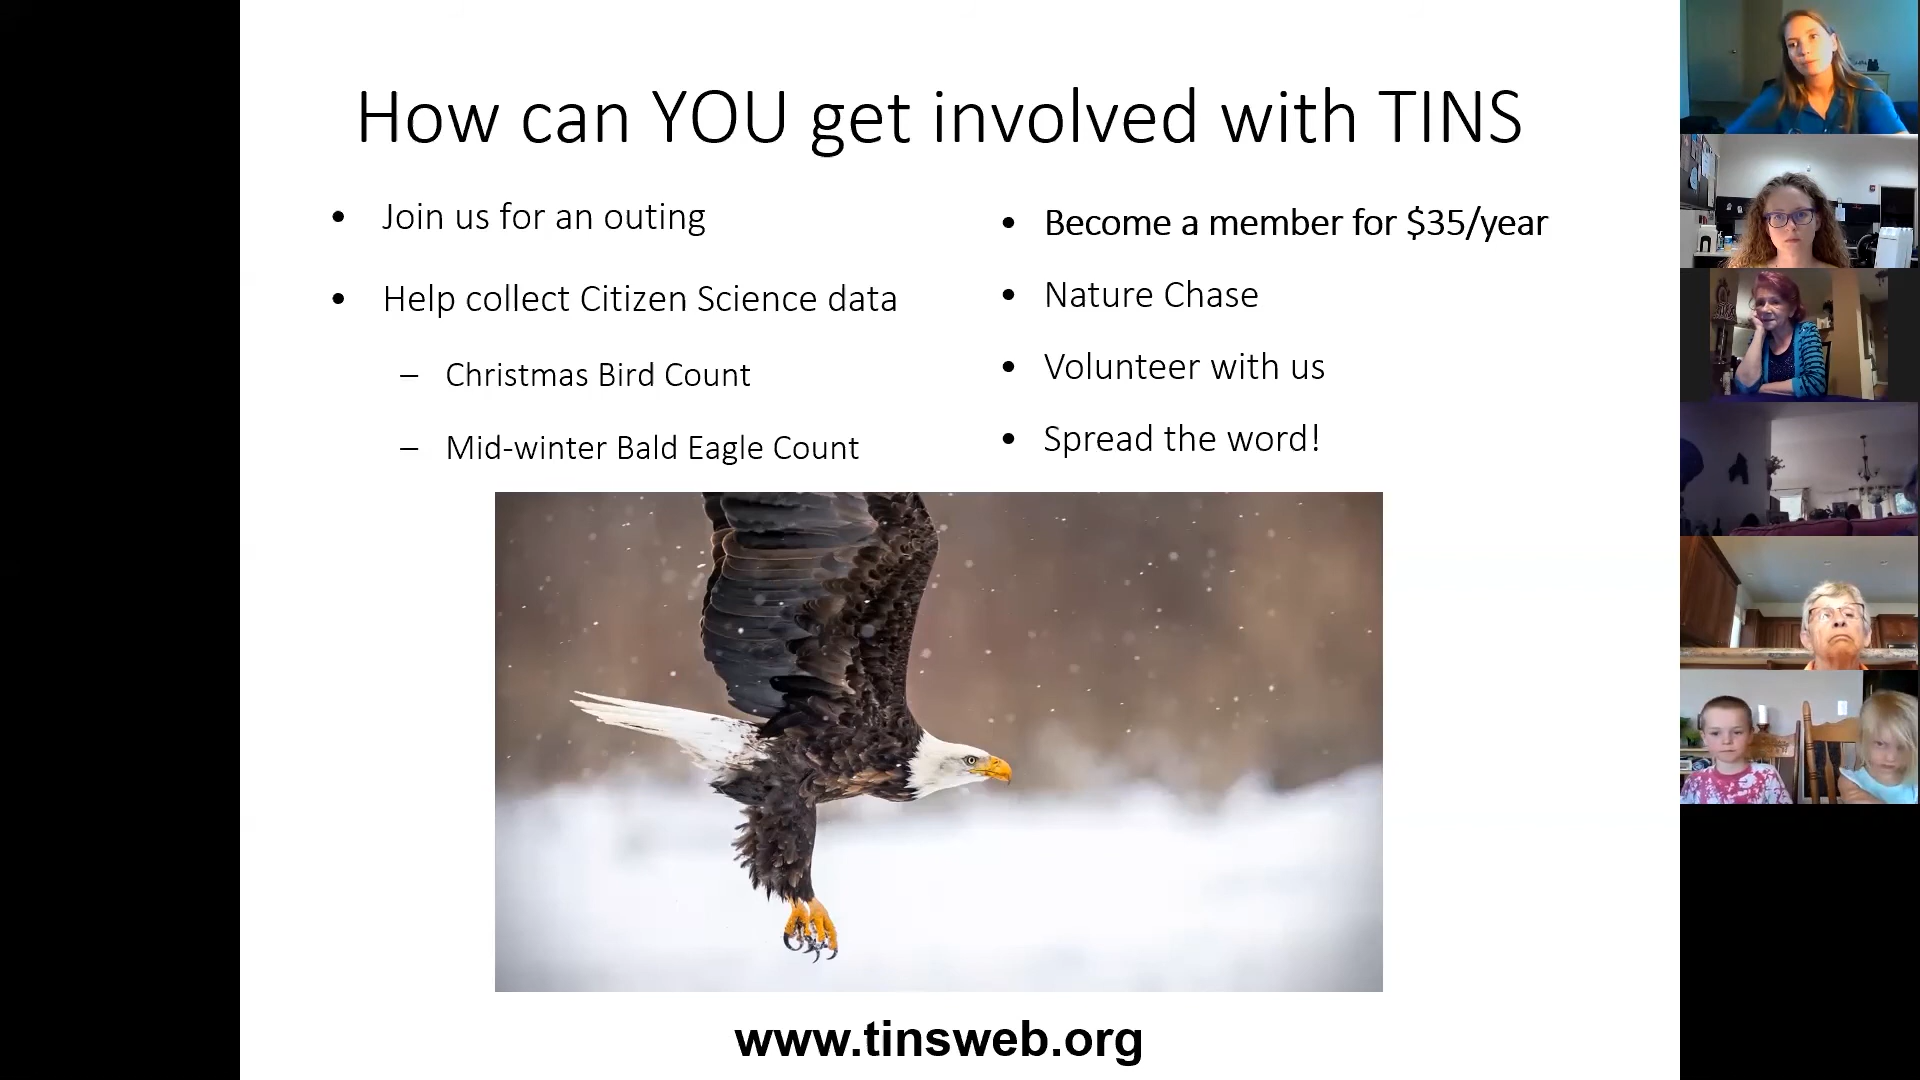 How can YOU get involved with TINS
• Join us for an outing
• Help collect Citizen Science data
– Christmas Bird Count
– Mid-winter Bald Eagle Count
• Become a member for $35/year
• Nature Chase
• Volunteer with us
• Spread the word!
www.tinsweb.org